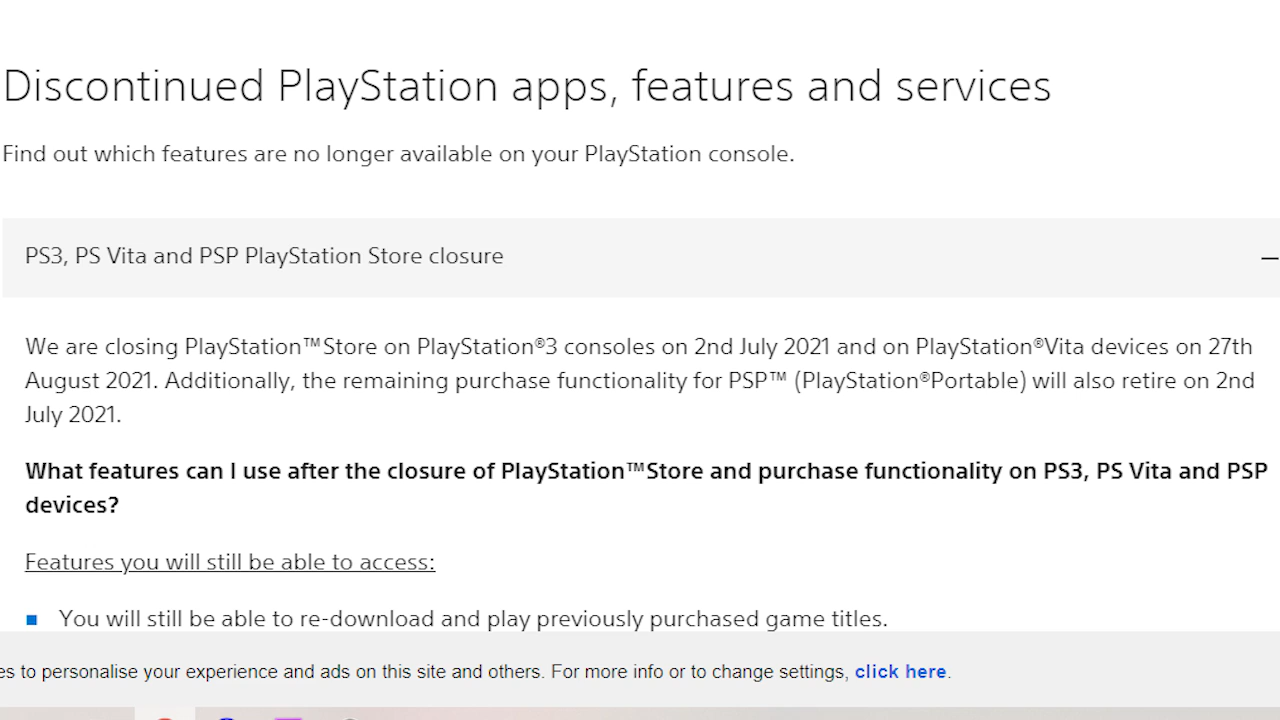 Discontinued PlayStation apps, features and services
Find out which features are no longer available on your PlayStation console.
PS3, PS Vita and PSP PlayStation Store closure
We are closing PlayStation™Store on PlayStation®3 consoles on 2nd July 2021 and on PlayStation®Vita devices on 27th
August 2021. Additionally, the remaining purchase functionality for PSP™ (PlayStation®Portable) will also retire on 2nd
July 2021.
What features can I use after the closure of PlayStation™Store and purchase functionality on PS3, PS Vita and PSP
devices?
Features you will still be able to access:
You will still be able to re-download and play previously purchased game titles.
es to personalise your experience and ads on this site and others. For more info or to change settings, click here.